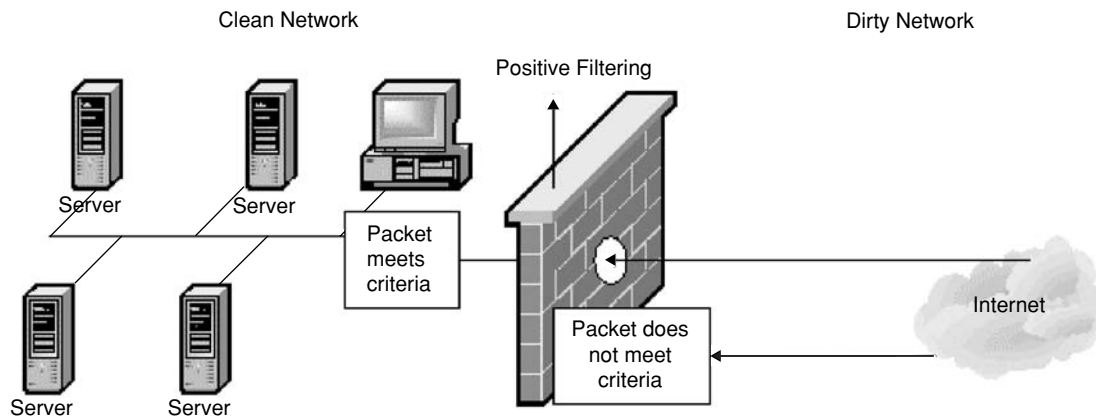 Clean Network
Dirty Network
Positive Filtering
Server
Server
Packet
meets
criteria
Internet
Packet does
not meet
criteria
Server
Server